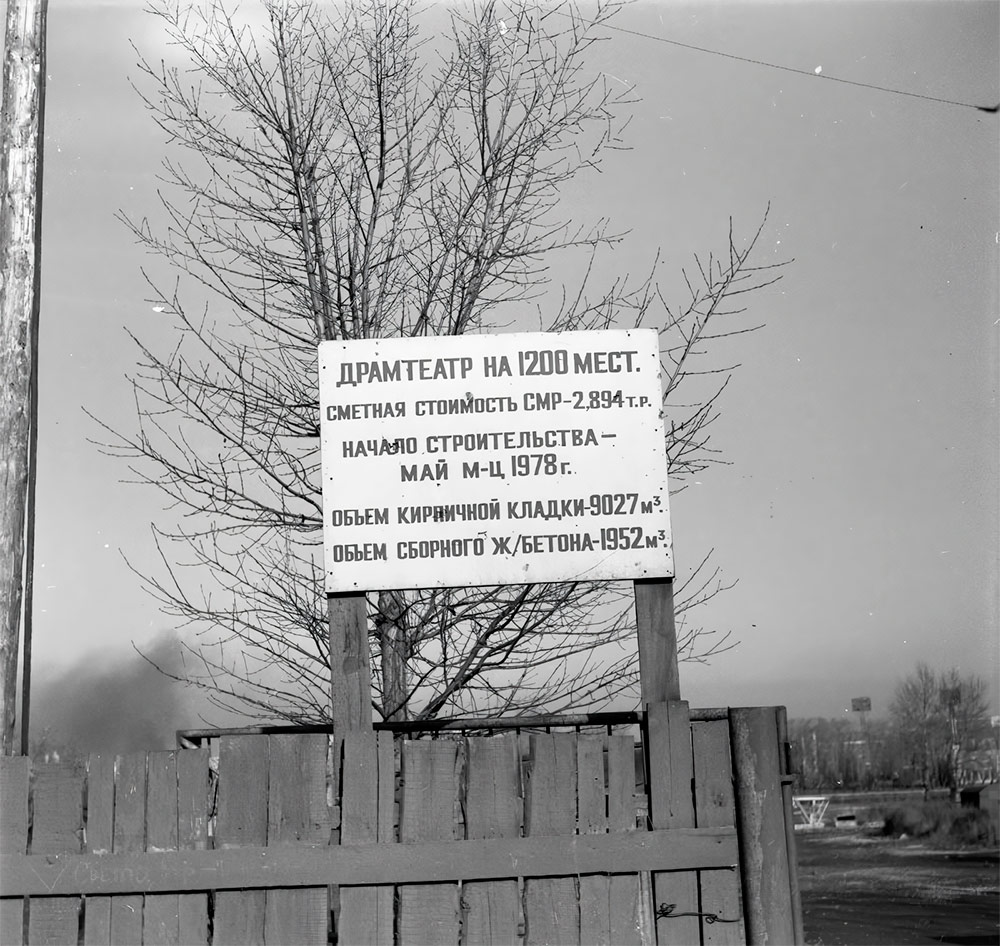 ДРАМТЕАТР НА 1200 МЕСТ.
СМЕТНАЯ СТОИМОСТЬ СМР-2,894 Т.Р.
НАЧАЛО СТРОИТЕЛЬСТВА –
МАЙ М-Ц 1978 г.
ОБЪЕМ КИРПИЧНОЙ КЛАДКИ-9027 м³.
ОБЪЕМ СБОРНОГО Ж/БЕТОНА-1952 м³.